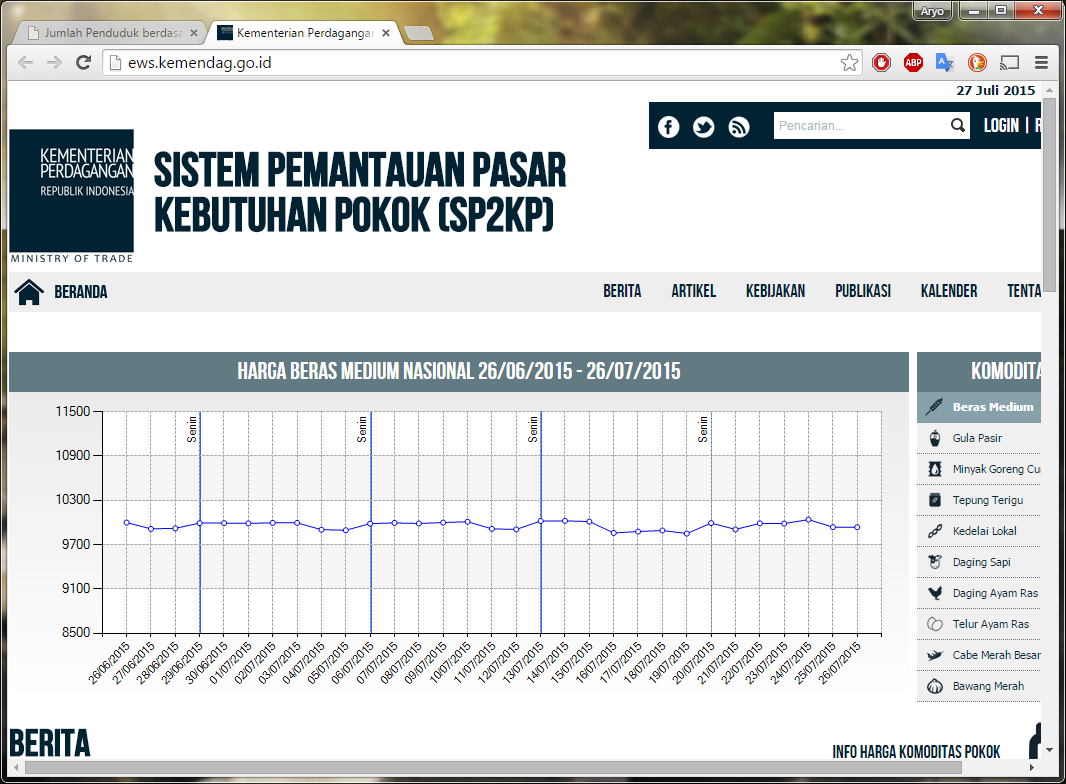 Aryo
Jumlah Penduduk berdasa
Kementerian Perdagangan
ews.kemendag.go.id
ABP
27 Juli 2015
Pencarian...
LOGIN | R
KEMENTERIAN
PERDAGANGAN
REPUBLIK INDONESIA
MINISTRY OF TRADE
SISTEM PEMANTAUAN PASAR
KEBUTUHAN POKOK (SP2KP)
BERANDA
BERITA
ARTIKEL
KEBIJAKAN
PUBLIKASI
KALENDER
TENTA
HARGA BERAS MEDIUM NASIONAL 26/06/2015 - 26/07/2015
11500
10900
10300
9700
9100
8500
Senin
Senin
Senin
Senin
26/06/2015
27/06/2015
28/06/2015
29/06/2015
30/06/2015
01/07/2015
02/07/2015
03/07/2015
04/07/2015
05/07/2015
06/07/2015
07/07/2015
08/07/2015
09/07/2015
10/07/2015
11/07/2015
12/07/2015
13/07/2015
14/07/2015
15/07/2015
16/07/2015
17/07/2015
18/07/2015
19/07/2015
20/07/2015
21/07/2015
22/07/2015
23/07/2015
24/07/2015
25/07/2015
26/07/2015
KOMODITA
Beras Medium
Gula Pasir
Minyak Goreng Cu
Tepung Terigu
Kedelai Lokal
Daging Sapi
Daging Ayam Ras
Telur Ayam Ras
Cabe Merah Besar
Bawang Merah
BERITA
INFO HARGA KOMODITAS POKOK